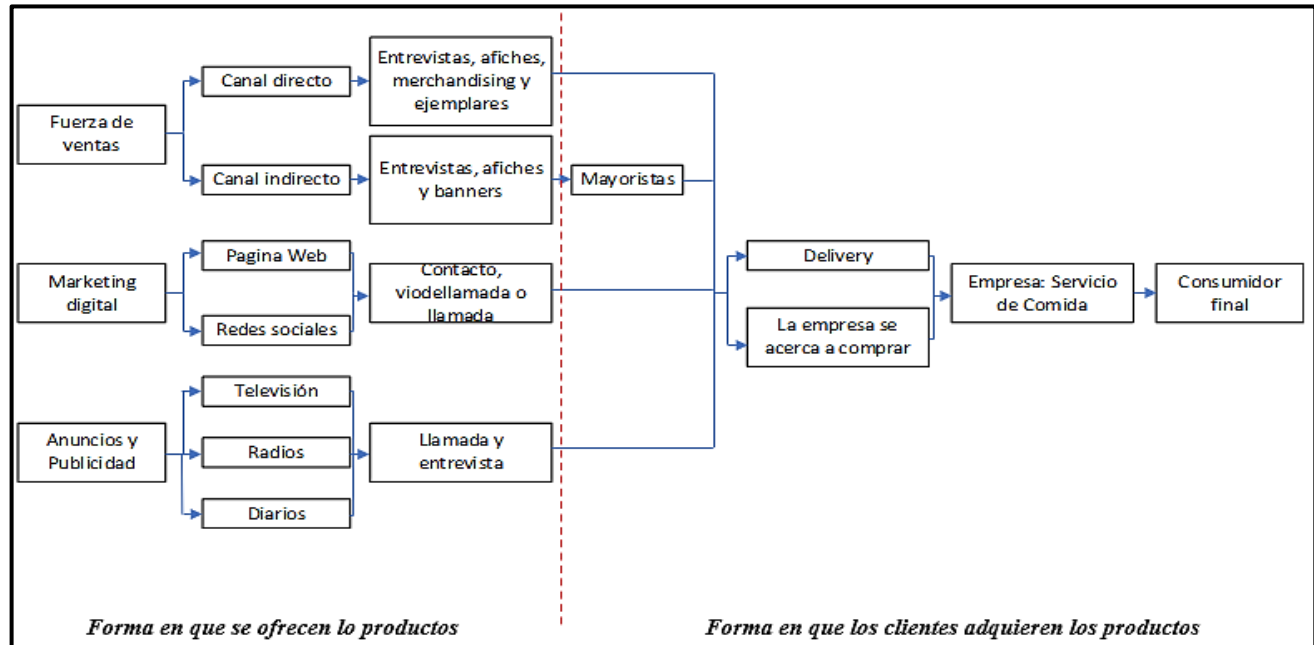 Fuerza de
ventas
Canal directo
Entrevistas, afiches,
merchandising y
ejemplares
Canal indirecto
Entrevistas, afiches
y banners
Mayoristas
Marketing
digital
Pagina Web
Redes sociales
Contacto,
viodellamada o
llamada
Anuncios y
Publicidad
Televisión
Radios
Diarios
Llamada y
entrevista
Delivery
La empresa se
acerca a comprar
Empresa: Servicio
de Comida
Consumidor
final
Forma en que se ofrecen lo productos
Forma en que los clientes adquieren los productos